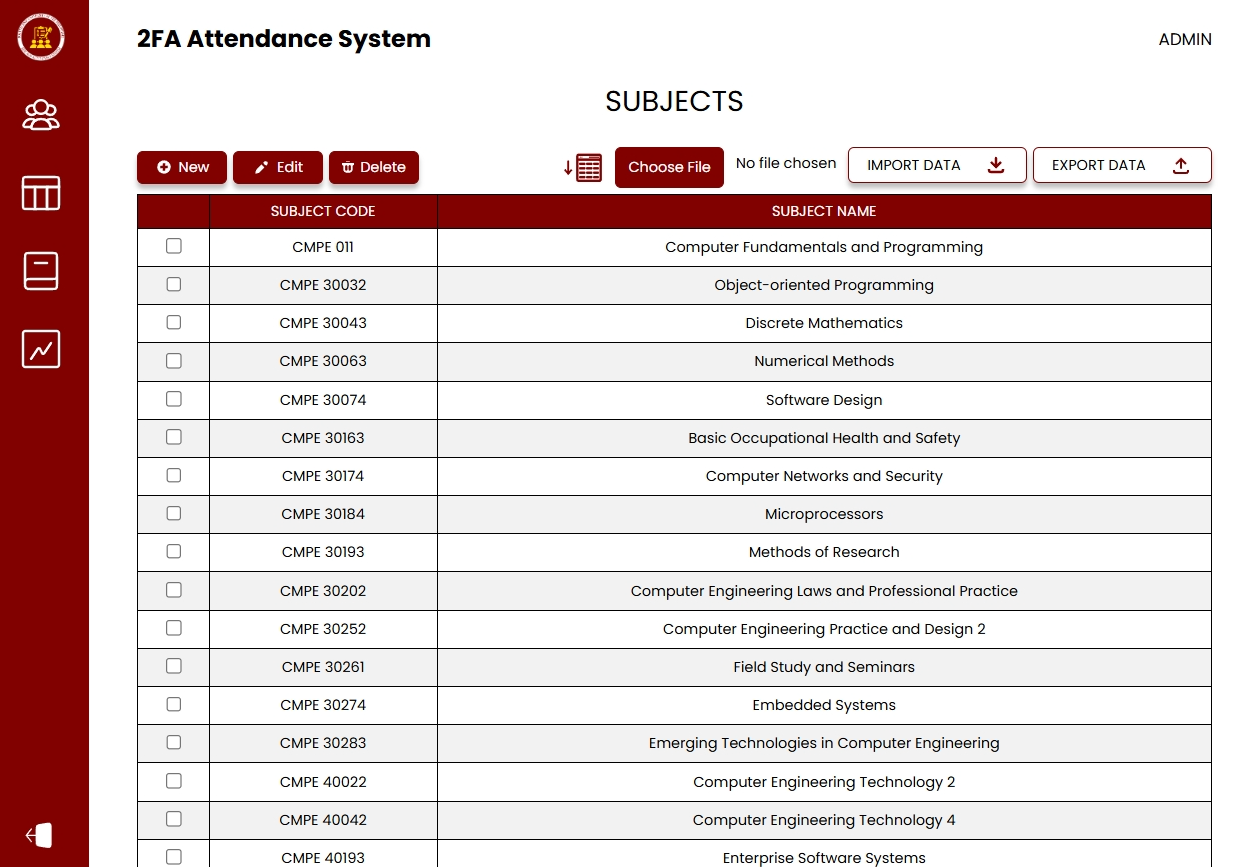 2FA Attendance System
ADMIN
SUBJECTS
New Edit Delete Choose File No file chosen IMPORT DATA EXPORT DATA
SUBJECT CODE SUBJECT NAME
CMPE 011 Computer Fundamentals and Programming
CMPE 30032 Object-oriented Programming
CMPE 30043 Discrete Mathematics
CMPE 30063 Numerical Methods
CMPE 30074 Software Design
CMPE 30163 Basic Occupational Health and Safety
CMPE 30174 Computer Networks and Security
CMPE 30184 Microprocessors
CMPE 30193 Methods of Research
CMPE 30202 Computer Engineering Laws and Professional Practice
CMPE 30252 Computer Engineering Practice and Design 2
CMPE 30261 Field Study and Seminars
CMPE 30274 Embedded Systems
CMPE 30283 Emerging Technologies in Computer Engineering
CMPE 40022 Computer Engineering Technology 2
CMPE 40042 Computer Engineering Technology 4
CMPE 40193 Enterprise Software Systems